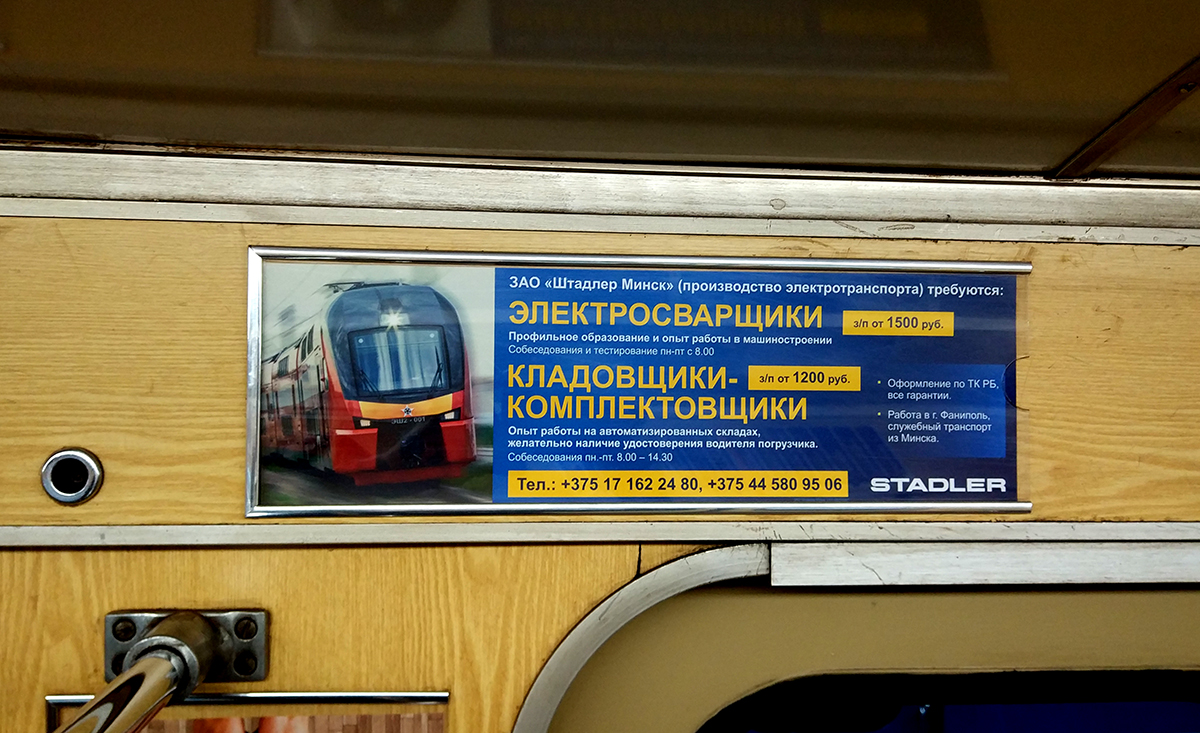 ЗАО «Штадлер Минск» (производство электротранспорта) требуются:
ЭЛЕКТРОСВАРЩИКИ
з/п от 1500 руб.
Профильное образование и опыт работы в машиностроении
Собеседования и тестирование пн-пт с 8.00
КЛАДОВЩИКИ-
КОМПЛЕКТОВЩИКИ
з/п от 1200 руб.
Опыт работы на автоматизированных складах,
желательно наличие удостоверения водителя погрузчика.
Собеседования пн.-пт. 8.00 – 14.30
• Оформление по ТК РБ,
все гарантии.
• Работа в г. Фаниполь,
служебный транспорт
из Минска.
Тел.: +375 17 162 24 80, +375 44 580 95 06
STADLER
ЭШ2 - 001